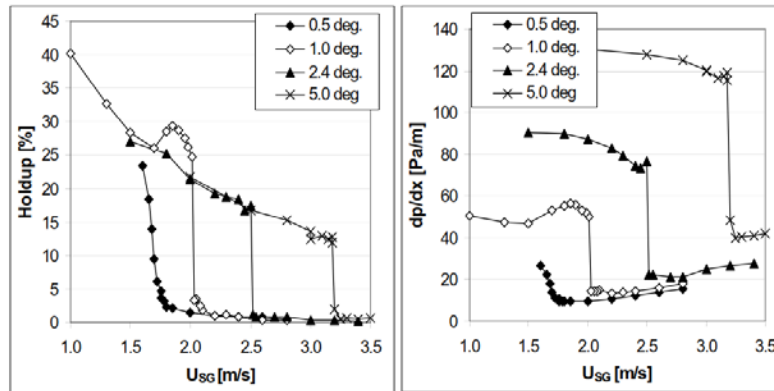 45
40
35
30
25
20
15
10
5
0
Holdup [%]
1.0 1.5 2.0 2.5 3.0 3.5
U_SG [m/s]
0.5 deg.
1.0 deg.
2.4 deg.
5.0 deg
140
120
100
80
60
40
20
0
dp/dx [Pa/m]
1.0 1.5 2.0 2.5 3.0 3.5
U_SG [m/s]
0.5 deg.
1.0 deg.
2.4 deg.
5.0 deg